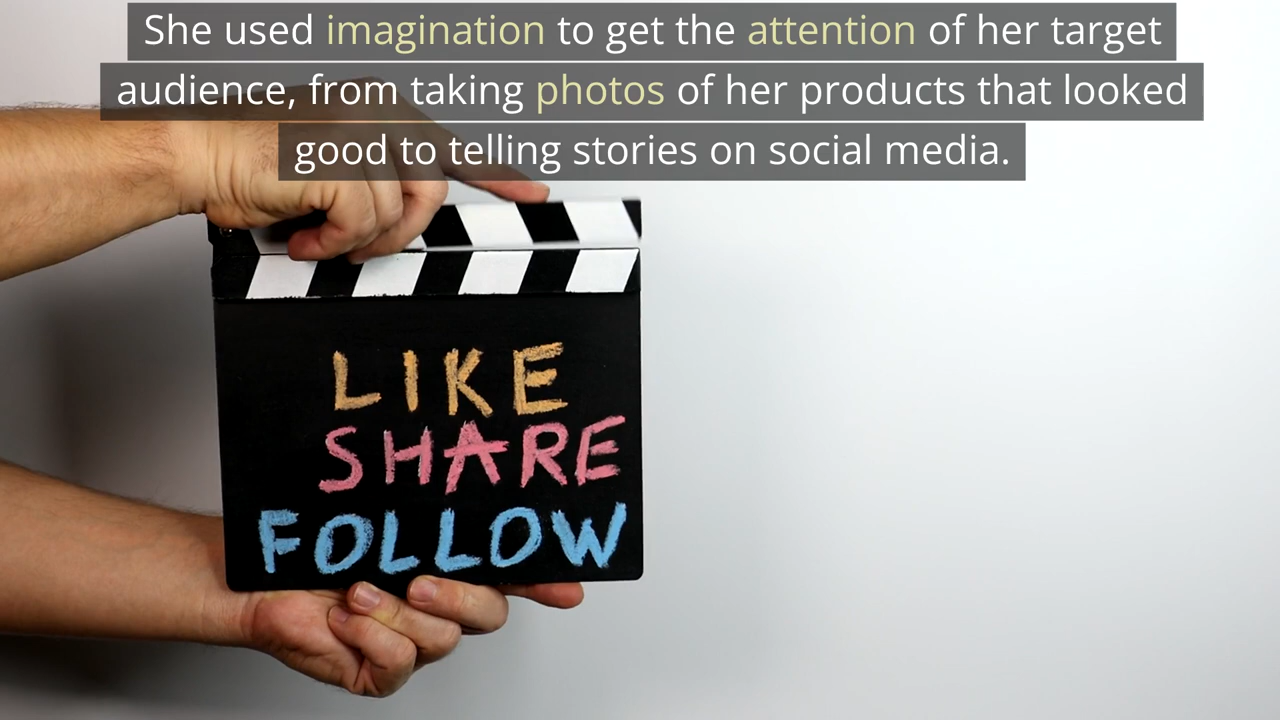 She used imagination to get the attention of her target
audience, from taking photos of her products that looked
good to telling stories on social media.
LIKE
SHARE
FOLLOW